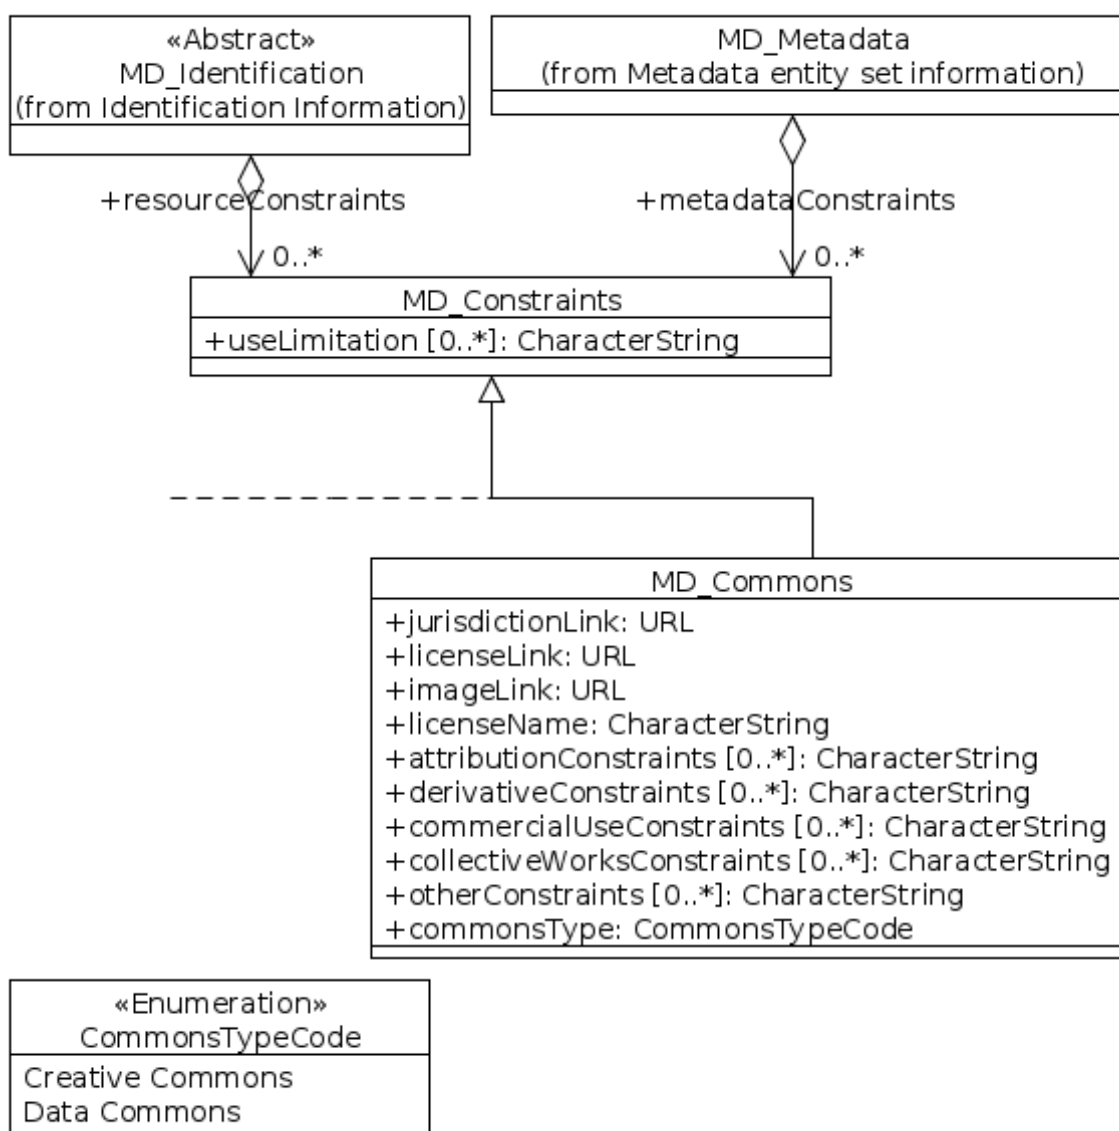 «Abstract»
MD_Identification
(from Identification Information)
MD_Metadata
(from Metadata entity set information)
+resourceConstraints
+metadataConstraints
0..*
0..*
MD_Constraints
+useLimitation [0..*]: CharacterString
MD_Commons
+jurisdictionLink: URL
+licenseLink: URL
+imageLink: URL
+licenseName: CharacterString
+attributionConstraints [0..*]: CharacterString
+derivativeConstraints [0..*]: CharacterString
+commercialUseConstraints [0..*]: CharacterString
+collectiveWorksConstraints [0..*]: CharacterString
+otherConstraints [0..*]: CharacterString
+commonsType: CommonsTypeCode
«Enumeration»
CommonsTypeCode
Creative Commons
Data Commons